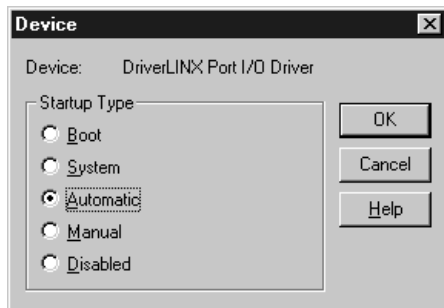 Device
Device: DriverLINX Port I/O Driver
Startup Type
Boot
System
Automatic
Manual
Disabled
OK
Cancel
Help